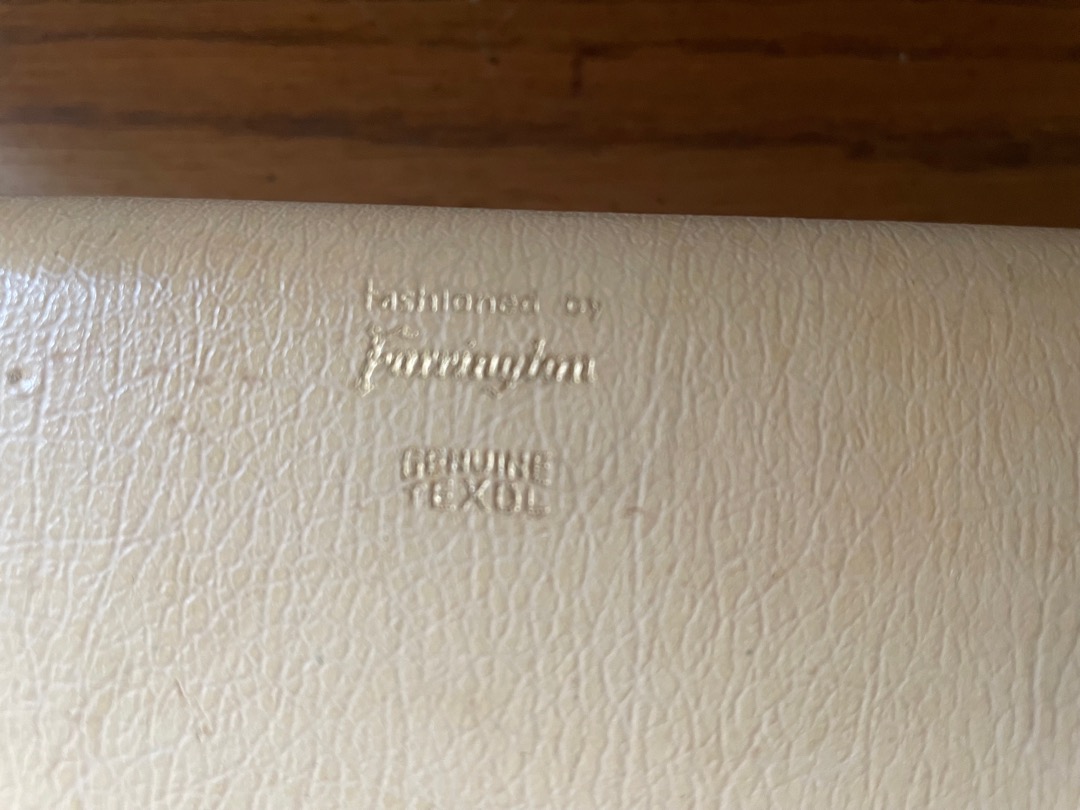 fashioned by
Farrington
GENUINE
TEXOL